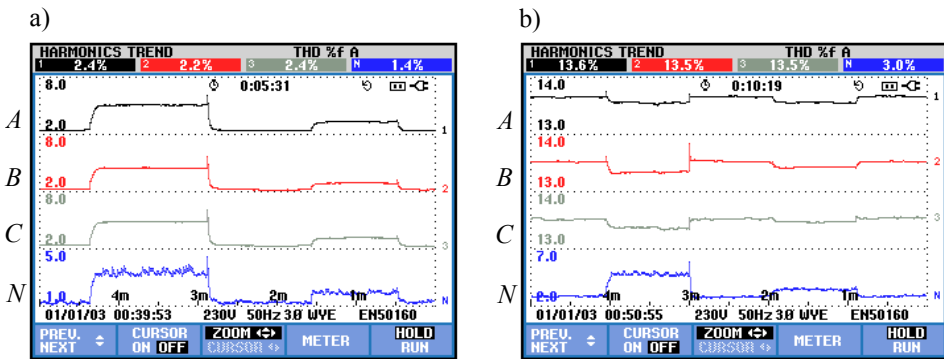 a)
HARMONICS TREND THD %f A
1 2.4% 2 2.2% 3 2.4% N 1.4%
8.0 0:05:31
A
2.0 1
8.0
B
2.0 2
8.0
C
2.0 3
5.0
N
1.0 4m 3m 2m 1m N
01/01/03 00:39:53 230V 50Hz 3Ø WYE EN50160
PREV. NEXT CURSOR ON OFF ZOOM CURSOR METER HOLD RUN
b)
HARMONICS TREND THD %f A
1 13.6% 2 13.5% 3 13.5% N 3.0%
14.0 0:10:19
A 1
13.0
14.0
B 2
13.0
14.0
C 3
13.0
7.0
N
2.0 4m 3m 2m 1m N
01/01/03 00:50:55 230V 50Hz 3Ø WYE EN50160
PREV. NEXT CURSOR ON OFF ZOOM CURSOR METER HOLD RUN